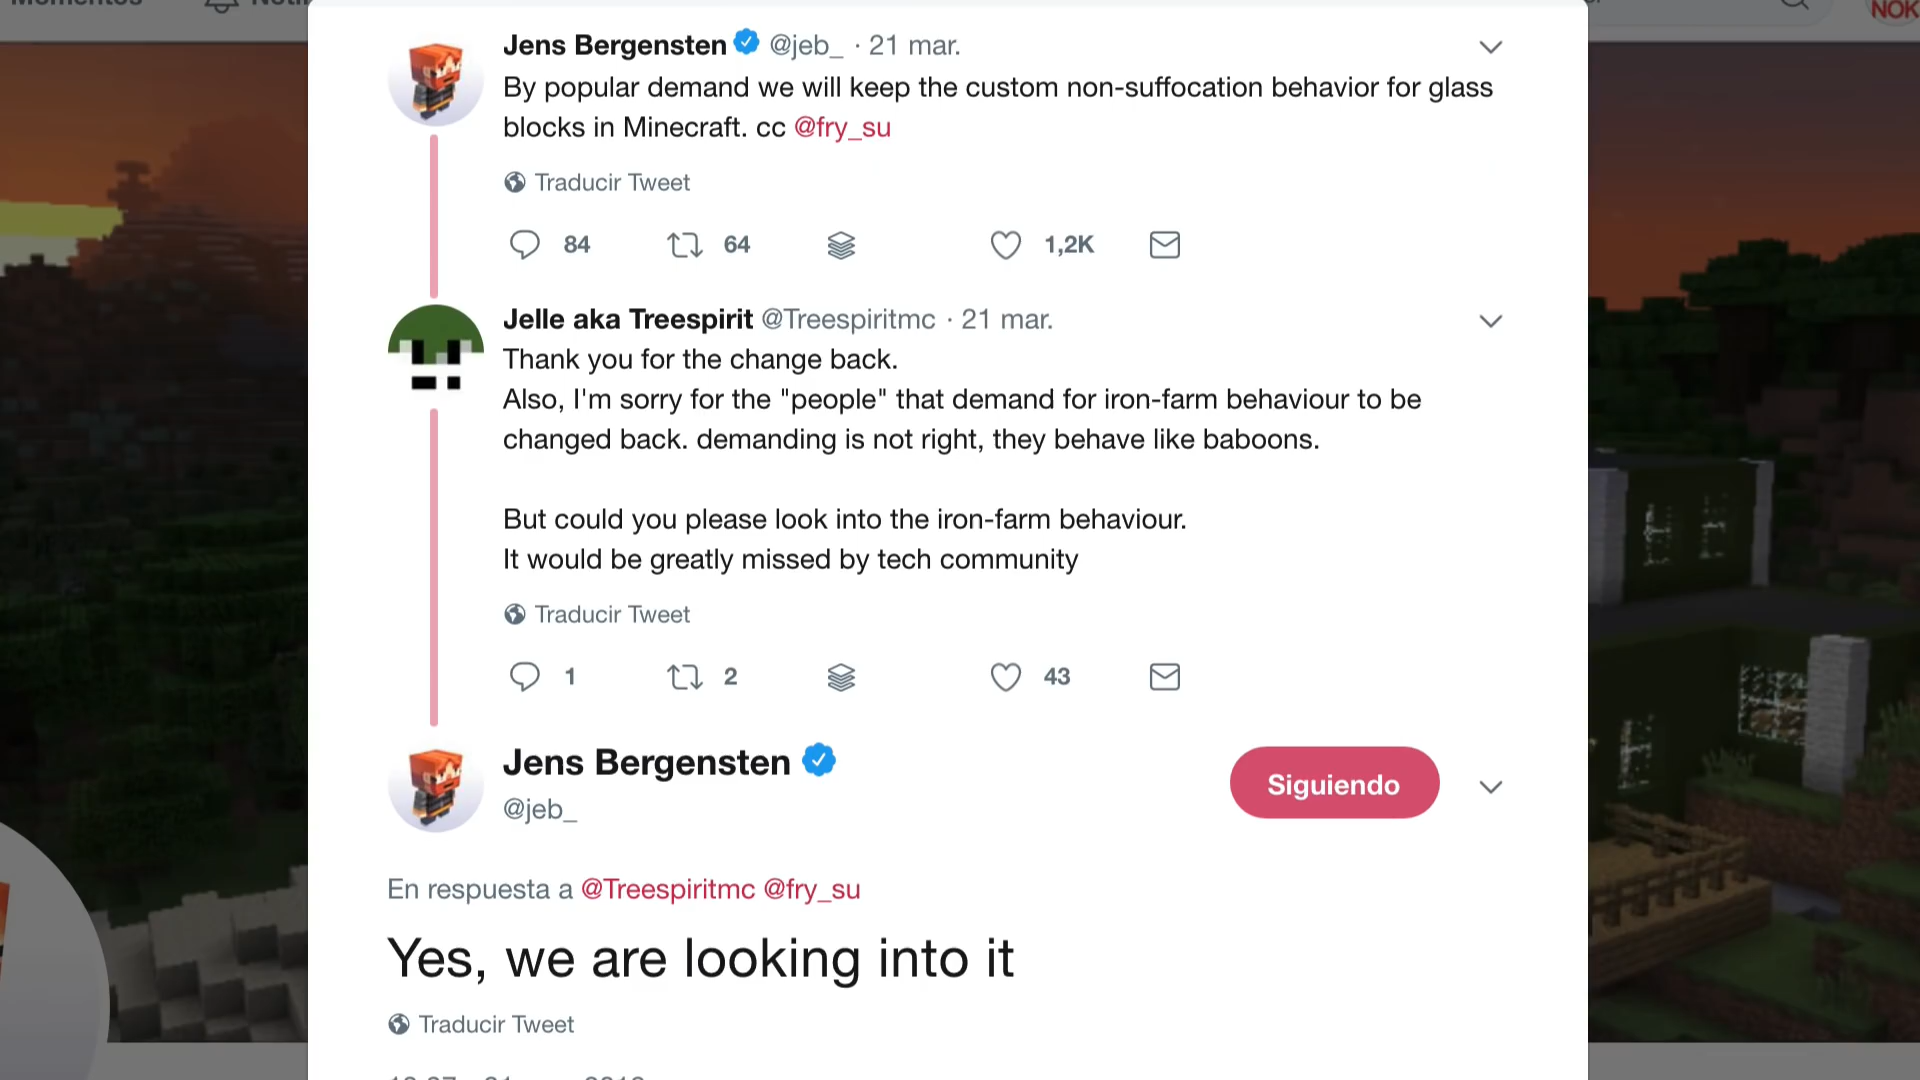 Jens Bergensten @jeb_ · 21 mar.
By popular demand we will keep the custom non-suffocation behavior for glass
blocks in Minecraft. cc @fry_su
Traducir Tweet
84 64 1,2K
Jelle aka Treespirit @Treespiritmc · 21 mar.
Thank you for the change back.
Also, I'm sorry for the "people" that demand for iron-farm behaviour to be
changed back. demanding is not right, they behave like baboons.
But could you please look into the iron-farm behaviour.
It would be greatly missed by tech community
Traducir Tweet
1 2 43
Jens Bergensten
@jeb_
Siguiendo
En respuesta a @Treespiritmc @fry_su
Yes, we are looking into it
Traducir Tweet
NOK